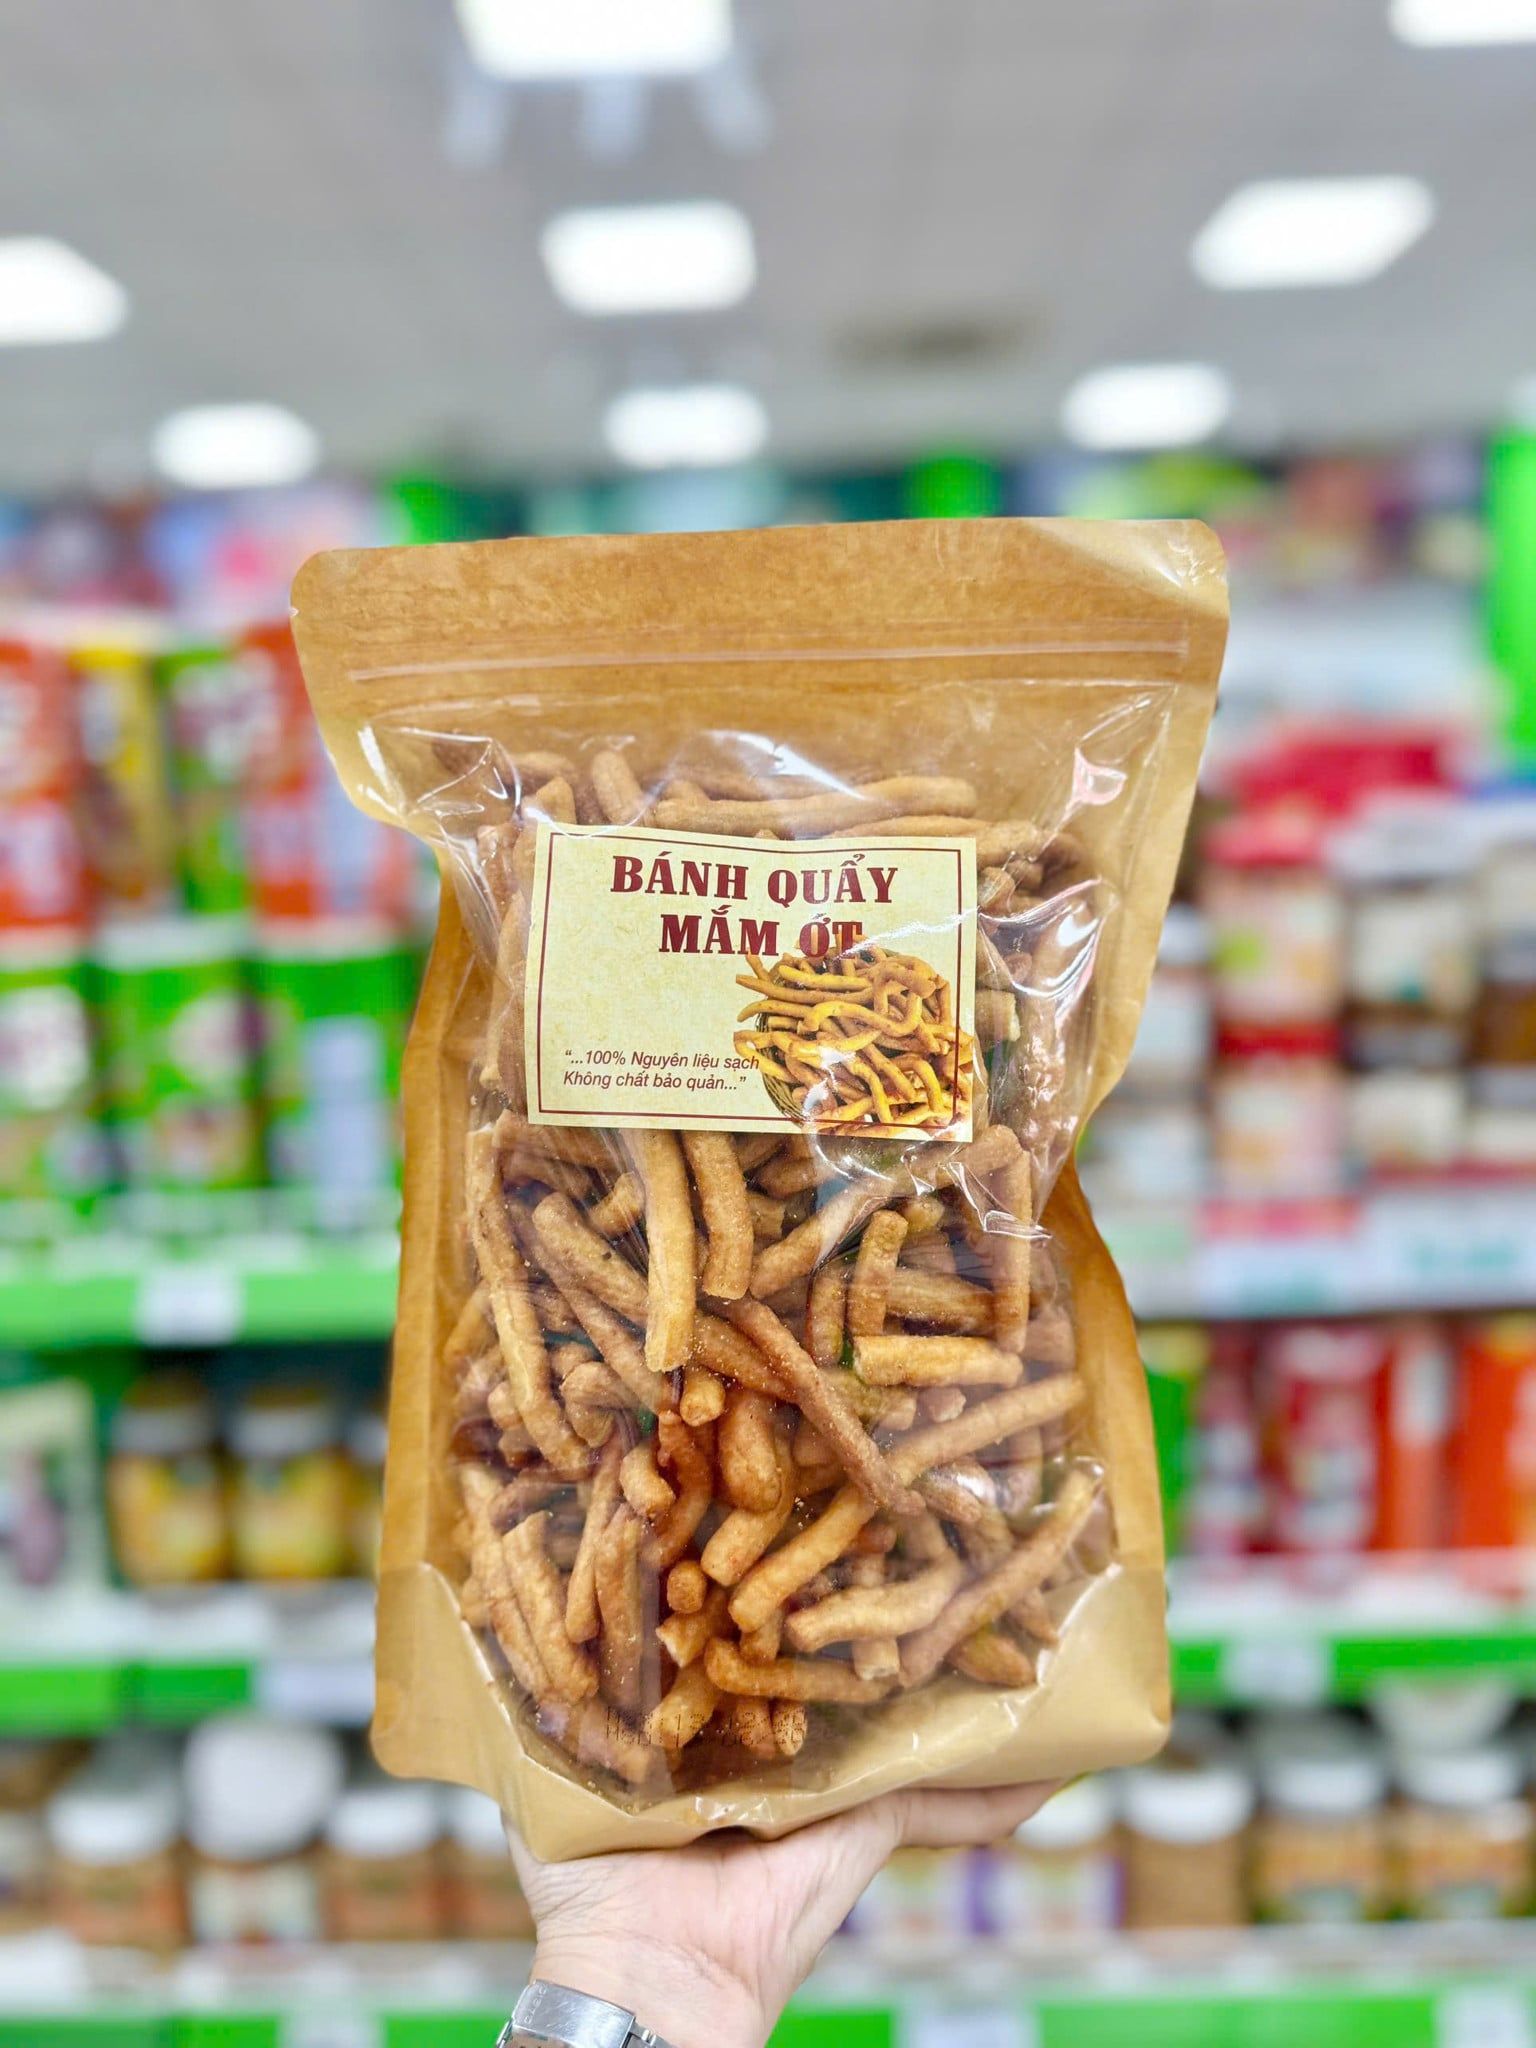 BÁNH QUẨY
MẮM ỚT
“...100% Nguyên liệu sạch
Không chất bảo quản...”